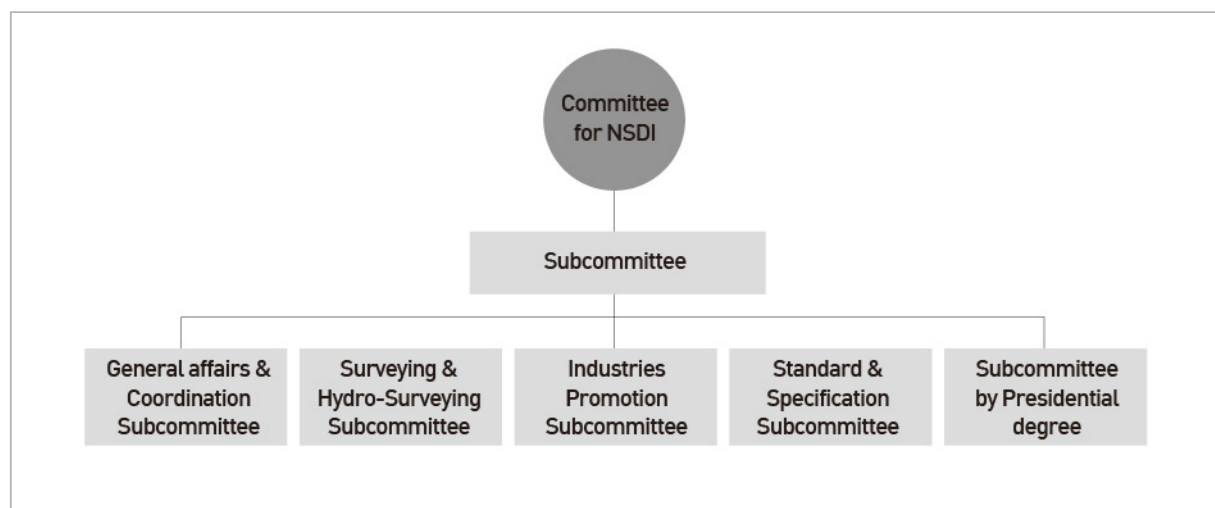 Committee
for NSDI
Subcommittee
General affairs &
Coordination
Subcommittee
Surveying &
Hydro-Surveying
Subcommittee
Industries
Promotion
Subcommittee
Standard &
Specification
Subcommittee
Subcommittee
by Presidential
degree